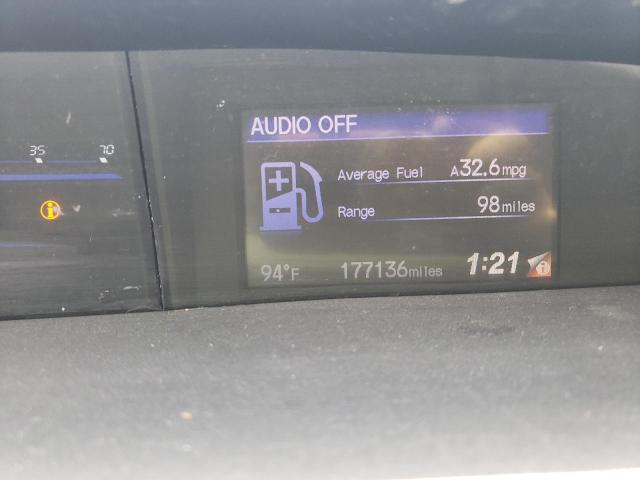 AUDIO OFF
35 70
Average Fuel A32.6mpg
Range 98miles
i
94°F 177136miles 1:21 i